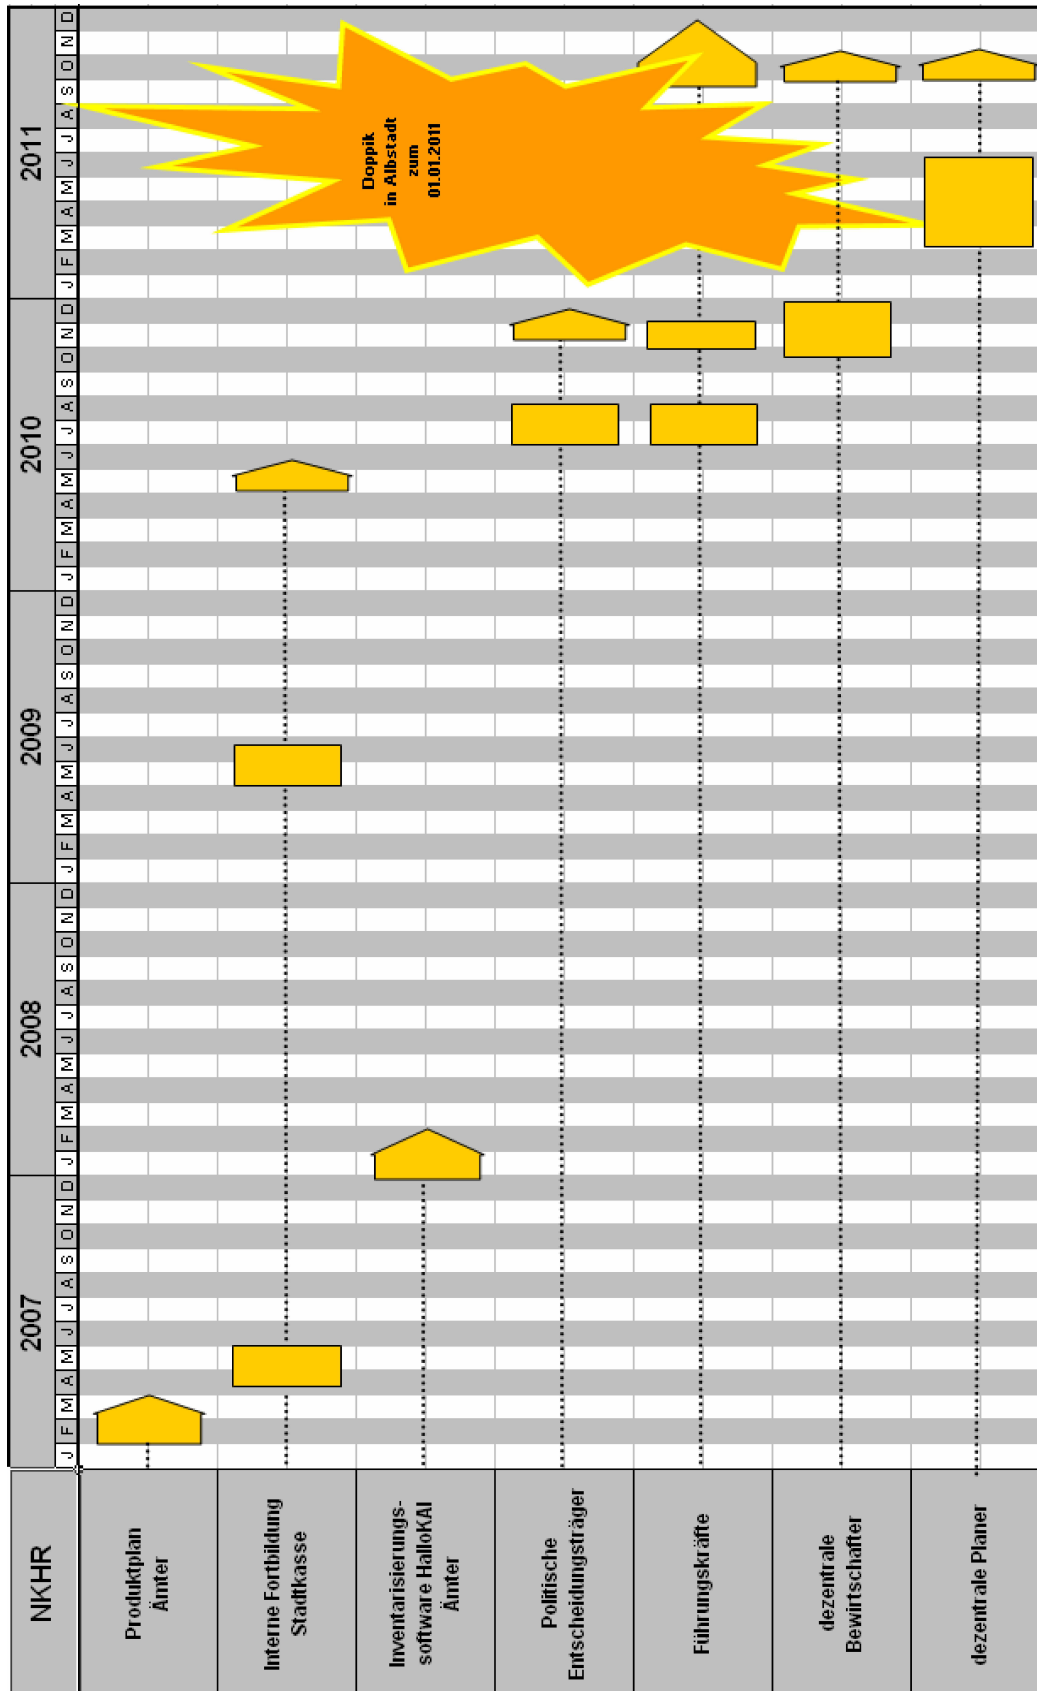 NKHR
2007
2008
2009
2010
2011
J F M A M J J A S O N D J F M A M J J A S O N D J F M A M J J A S O N D J F M A M J J A S O N D J F M A M J J A S O N D
Produktplan
Ämter
Interne Fortbildung
Stadtkasse
Inventarisierungs-
software HalloKAI
Ämter
Politische
Entscheidungsträger
Führungskräfte
dezentrale
Bewirtschafter
dezentrale Planer
Doppik
in Albstadt
zum
01.01.2011